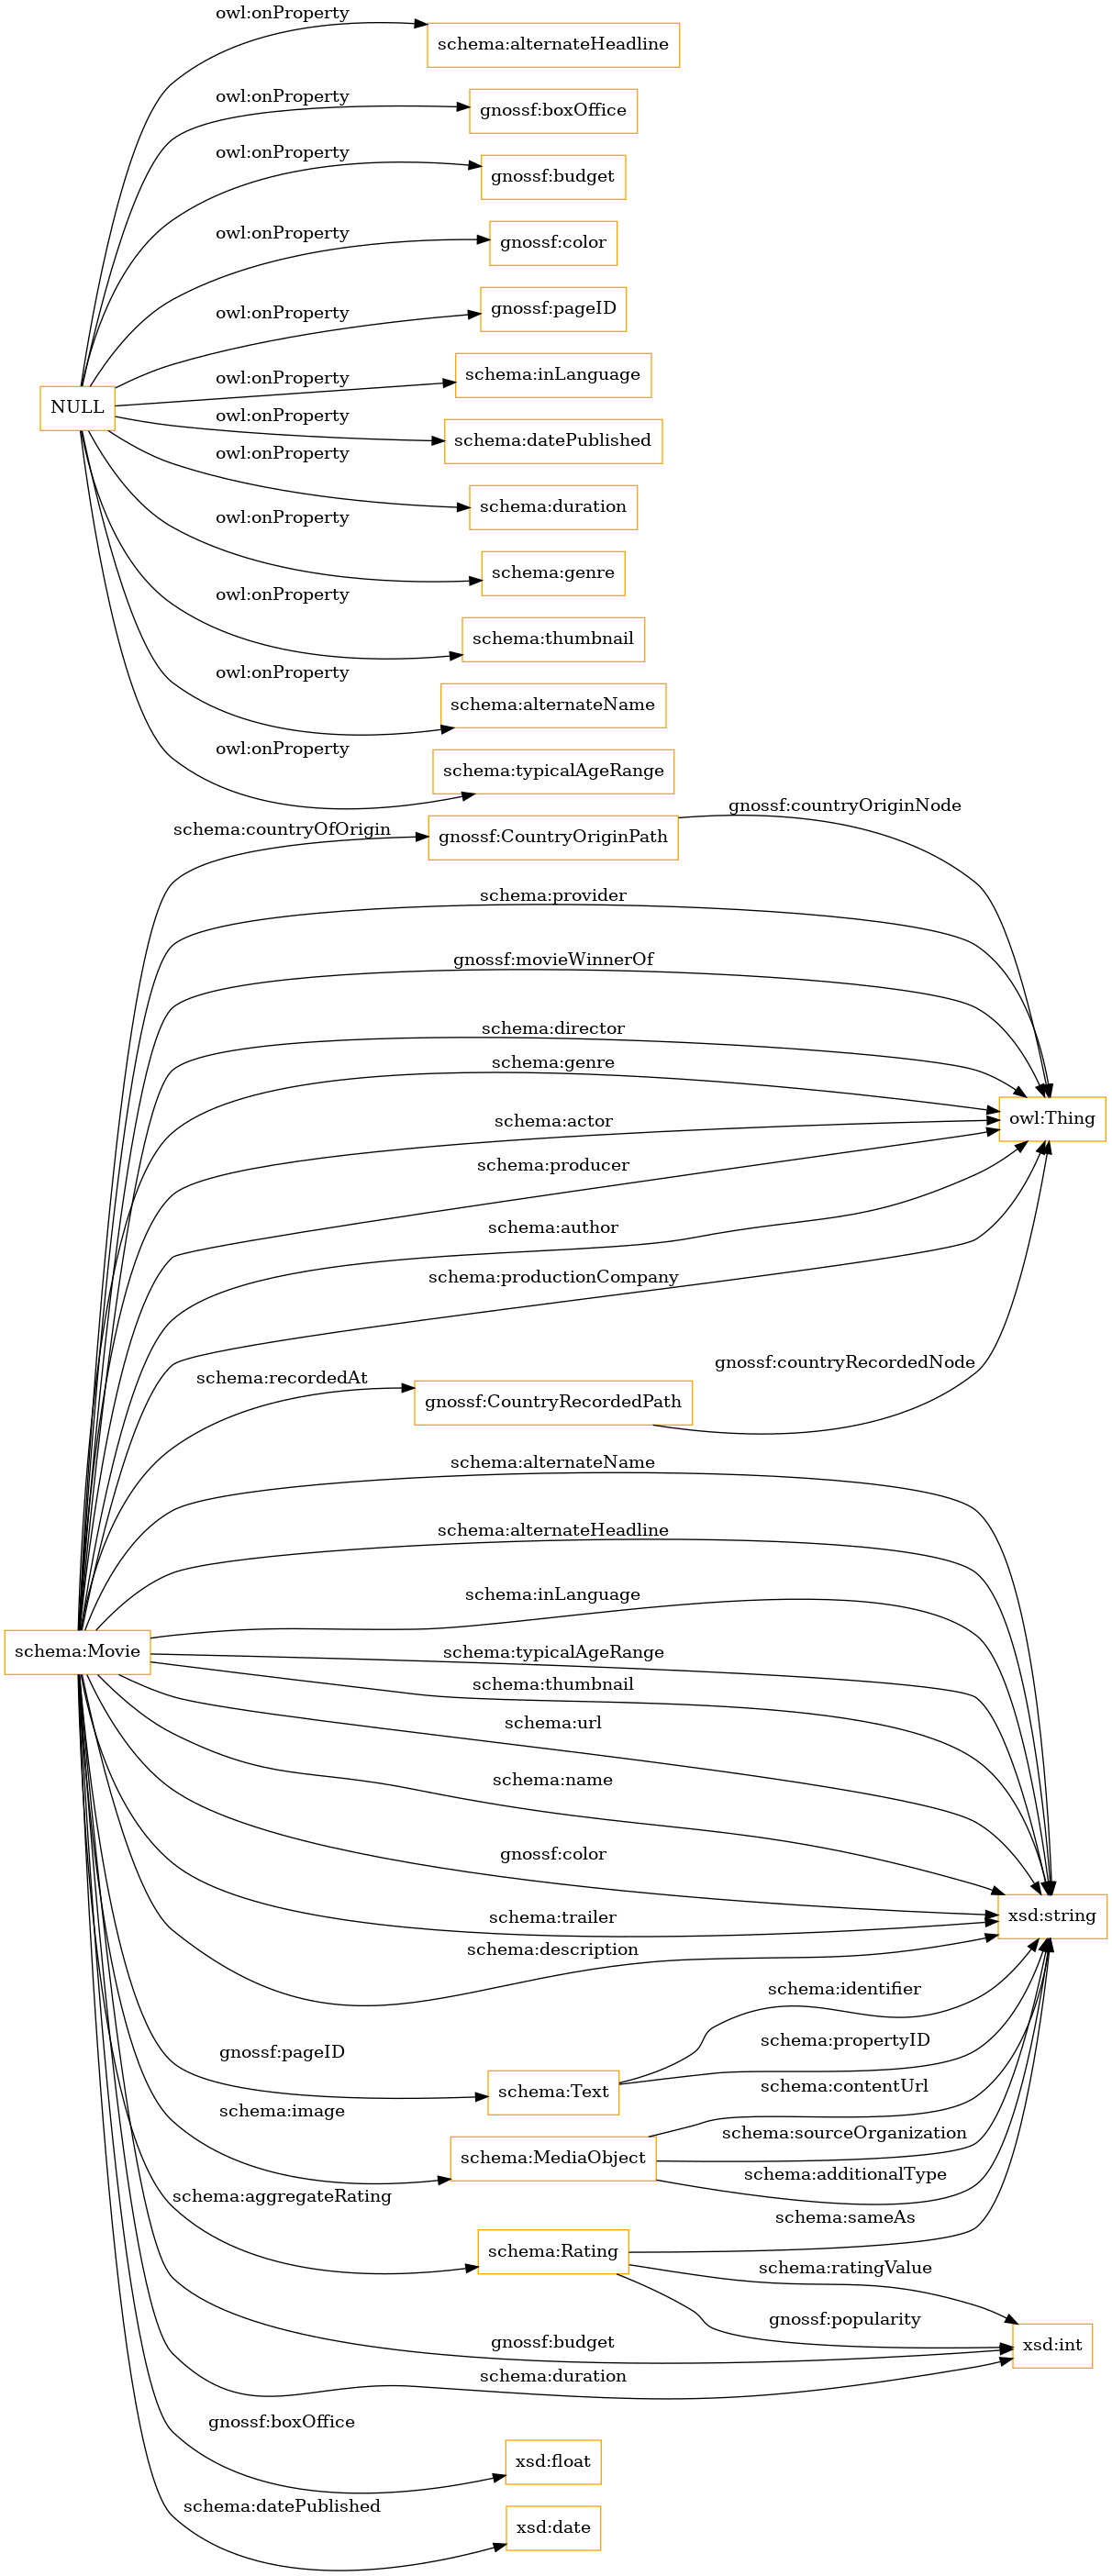 owl:onProperty
schema:alternateHeadline
owl:onProperty
gnossf:boxOffice
owl:onProperty
gnossf:budget
owl:onProperty
gnossf:color
owl:onProperty
gnossf:pageID
owl:onProperty
schema:inLanguage
NULL
owl:onProperty
schema:datePublished
owl:onProperty
schema:duration
owl:onProperty
schema:genre
owl:onProperty
schema:thumbnail
owl:onProperty
schema:alternateName
owl:onProperty
schema:typicalAgeRange
gnossf:countryOriginNode
schema:countryOfOrigin
gnossf:CountryOriginPath
schema:provider
gnossf:movieWinnerOf
schema:director
schema:genre
owl:Thing
schema:actor
schema:producer
schema:author
schema:productionCompany
gnossf:countryRecordedNode
schema:recordedAt
gnossf:CountryRecordedPath
schema:alternateName
schema:alternateHeadline
schema:inLanguage
schema:Movie
schema:typicalAgeRange
schema:thumbnail
schema:url
schema:name
gnossf:color
xsd:string
schema:trailer
schema:description
schema:identifier
schema:propertyID
gnossf:pageID
schema:Text
schema:contentUrl
schema:image
schema:sourceOrganization
schema:MediaObject
schema:additionalType
schema:aggregateRating
schema:sameAs
schema:Rating
schema:ratingValue
gnossf:popularity
xsd:int
gnossf:budget
schema:duration
gnossf:boxOffice
xsd:float
schema:datePublished
xsd:date